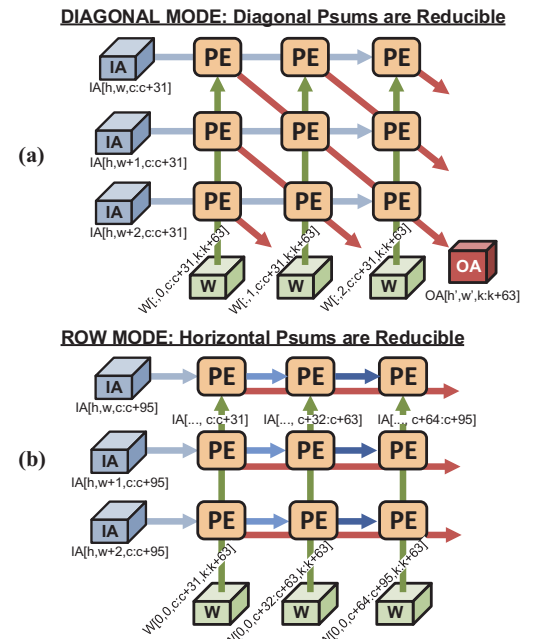 DIAGONAL MODE: Diagonal Psums are Reducible
IA PE PE PE
IA[h,w,c:c+31]
(a)
IA PE PE PE
IA[h,w+1,c:c+31]
IA PE PE PE
IA[h,w+2,c:c+31]
W[:,0,c:c+31,k:k+63]
W[:,1,c:c+31,k:k+63]
W[:,2,c:c+31,k:k+63]
W W W
OA
OA[h',w',k:k+63]
ROW MODE: Horizontal Psums are Reducible
IA PE PE PE
IA[h,w,c:c+95]
IA[..., c:c+31] IA[..., c+32:c+63] IA[..., c+64:c+95]
(b)
IA PE PE PE
IA[h,w+1,c:c+95]
IA PE PE PE
IA[h,w+2,c:c+95]
W[0,0,c:c+31,k:k+63]
W[0,0,c+32:c+63,k:k+63]
W[0,0,c+64:c+95,k:k+63]
W W W